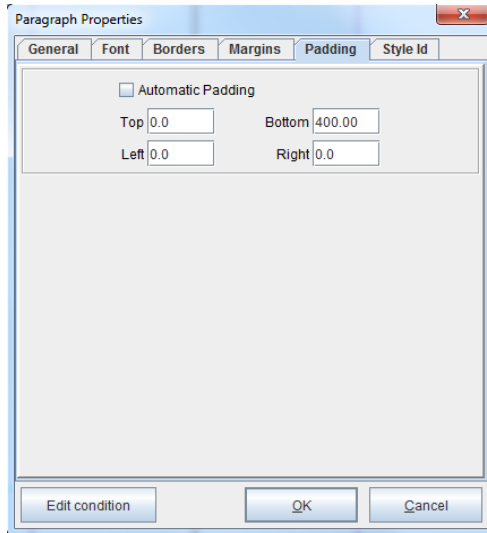 Paragraph Properties
x
General Font Borders Margins Padding Style Id
Automatic Padding
Top 0.0 Bottom 400.00
Left 0.0 Right 0.0
Edit condition OK Cancel